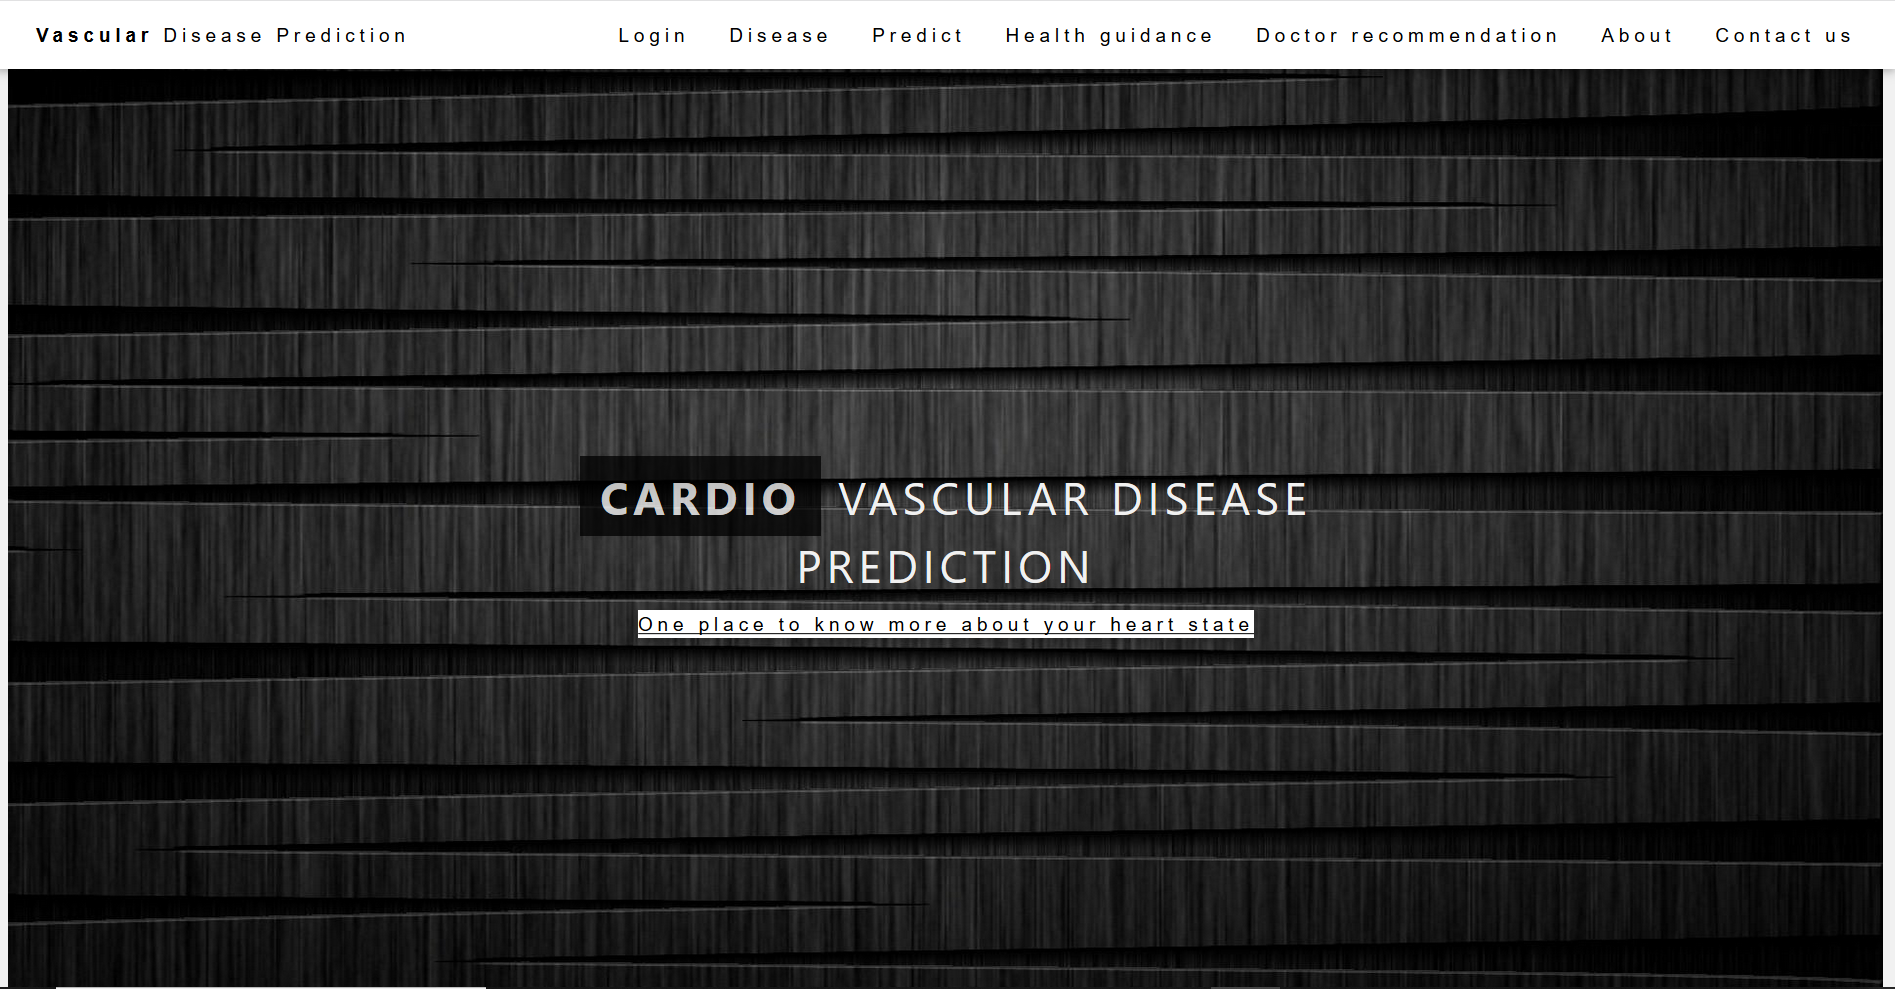 Vascular Disease Prediction Login Disease Predict Health guidance Doctor recommendation About Contact us
CARDIO VASCULAR DISEASE
PREDICTION
One place to know more about your heart state